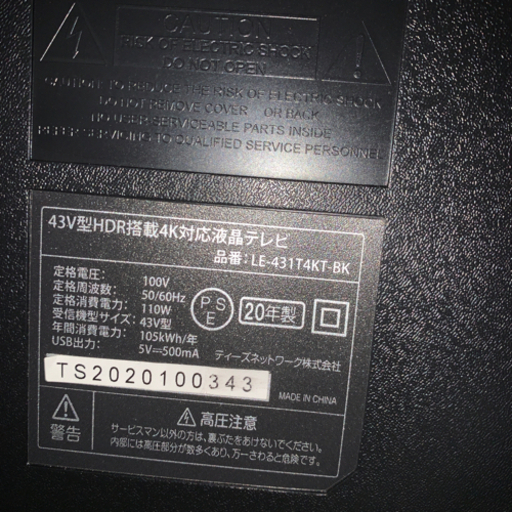 CAUTION
RISK OF ELECTRIC SHOCK
DO NOT OPEN
CAUTION: TO REDUCE THE RISK OF ELECTRIC SHOCK
DO NOT REMOVE COVER OR BACK
NO USER SERVICEABLE PARTS INSIDE
REFER SERVICING TO QUALIFIED SERVICE PERSONNEL
43V型HDR搭載4K対応液晶テレビ
品番: LE-431T4KT-BK
定格電圧: 100V
定格周波数: 50/60Hz
定格消費電力: 110W
受信機型サイズ: 43V型
年間消費電力: 105kWh/年
USB出力: 5V⎓500mA
PSE
20年製
ティーズネットワーク株式会社
TS2020100343
MADE IN CHINA
警告
高圧注意
サービスマン以外の方は、裏ぶたをあけないでください。
内部には高圧部分が数多くあり、万一さわると危険です。